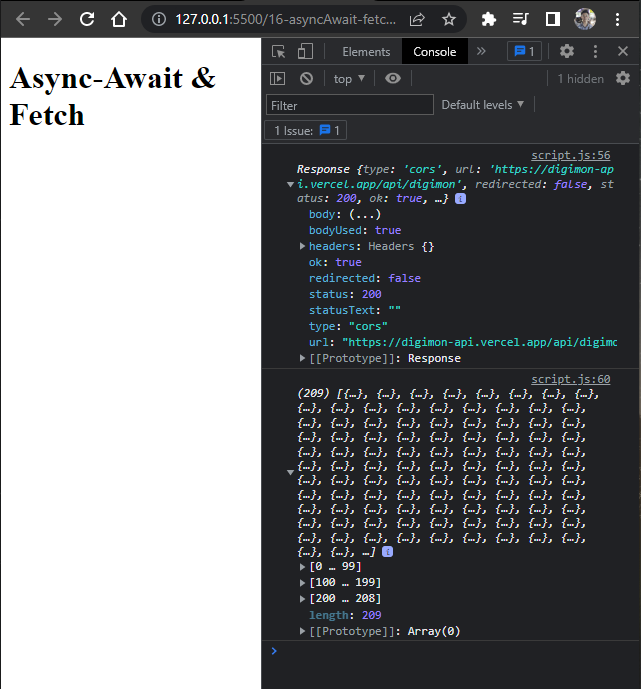 127.0.0.1:5500/16-asyncAwait-fetc...
Async-Await &
Fetch
Elements Console » 1
top ▼ 1 hidden
Filter Default levels ▼
1 Issue: 1
script.js:56
Response {type: 'cors', url: 'https://digimon-ap
i.vercel.app/api/digimon', redirected: false, st
atus: 200, ok: true, …} i
body: (...)
bodyUsed: true
headers: Headers {}
ok: true
redirected: false
status: 200
statusText: ""
type: "cors"
url: "https://digimon-api.vercel.app/api/digimo
[[Prototype]]: Response
script.js:60
(209) [{…}, {…}, {…}, {…}, {…}, {…}, {…}, {…},
{…}, {…}, {…}, {…}, {…}, {…}, {…}, {…}, {…},
{…}, {…}, {…}, {…}, {…}, {…}, {…}, {…}, {…},
{…}, {…}, {…}, {…}, {…}, {…}, {…}, {…}, {…},
{…}, {…}, {…}, {…}, {…}, {…}, {…}, {…}, {…},
{…}, {…}, {…}, {…}, {…}, {…}, {…}, {…}, {…},
{…}, {…}, {…}, {…}, {…}, {…}, {…}, {…}, {…},
{…}, {…}, {…}, {…}, {…}, {…}, {…}, {…}, {…},
{…}, {…}, {…}, {…}, {…}, {…}, {…}, {…}, {…},
{…}, {…}, {…}, {…}, {…}, {…}, {…}, {…}, {…},
{…}, {…}, {…}, {…}, {…}, {…}, {…}, {…}, {…},
{…}, {…}, …] i
[0 … 99]
[100 … 199]
[200 … 208]
length: 209
[[Prototype]]: Array(0)